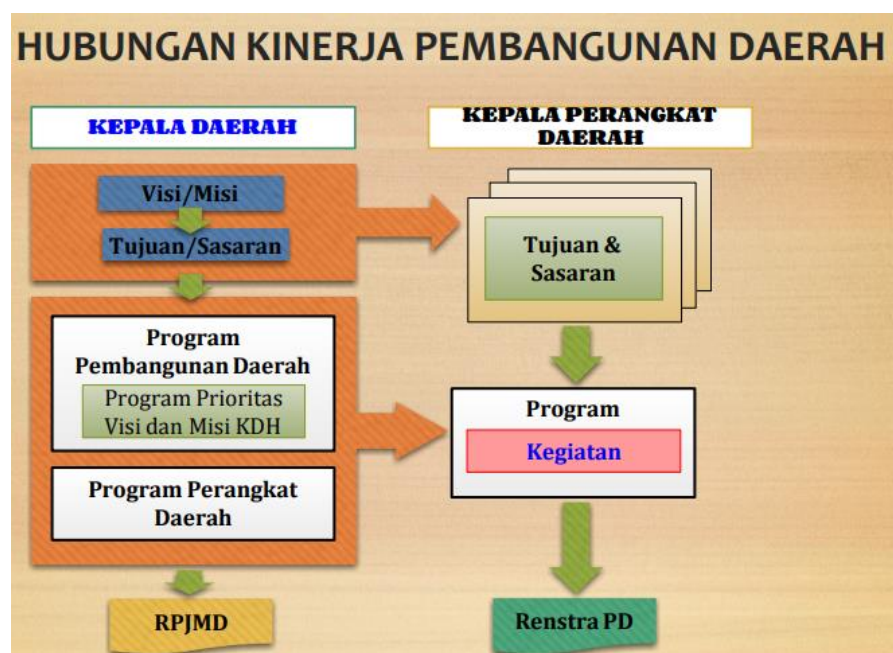 HUBUNGAN KINERJA PEMBANGUNAN DAERAH
KEPALA DAERAH
Visi/Misi
Tujuan/Sasaran
Program
Pembangunan Daerah
Program Prioritas
Visi dan Misi KDH
Program Perangkat
Daerah
RPJMD
KEPALA PERANGKAT
DAERAH
Tujuan &
Sasaran
Program
Kegiatan
Renstra PD